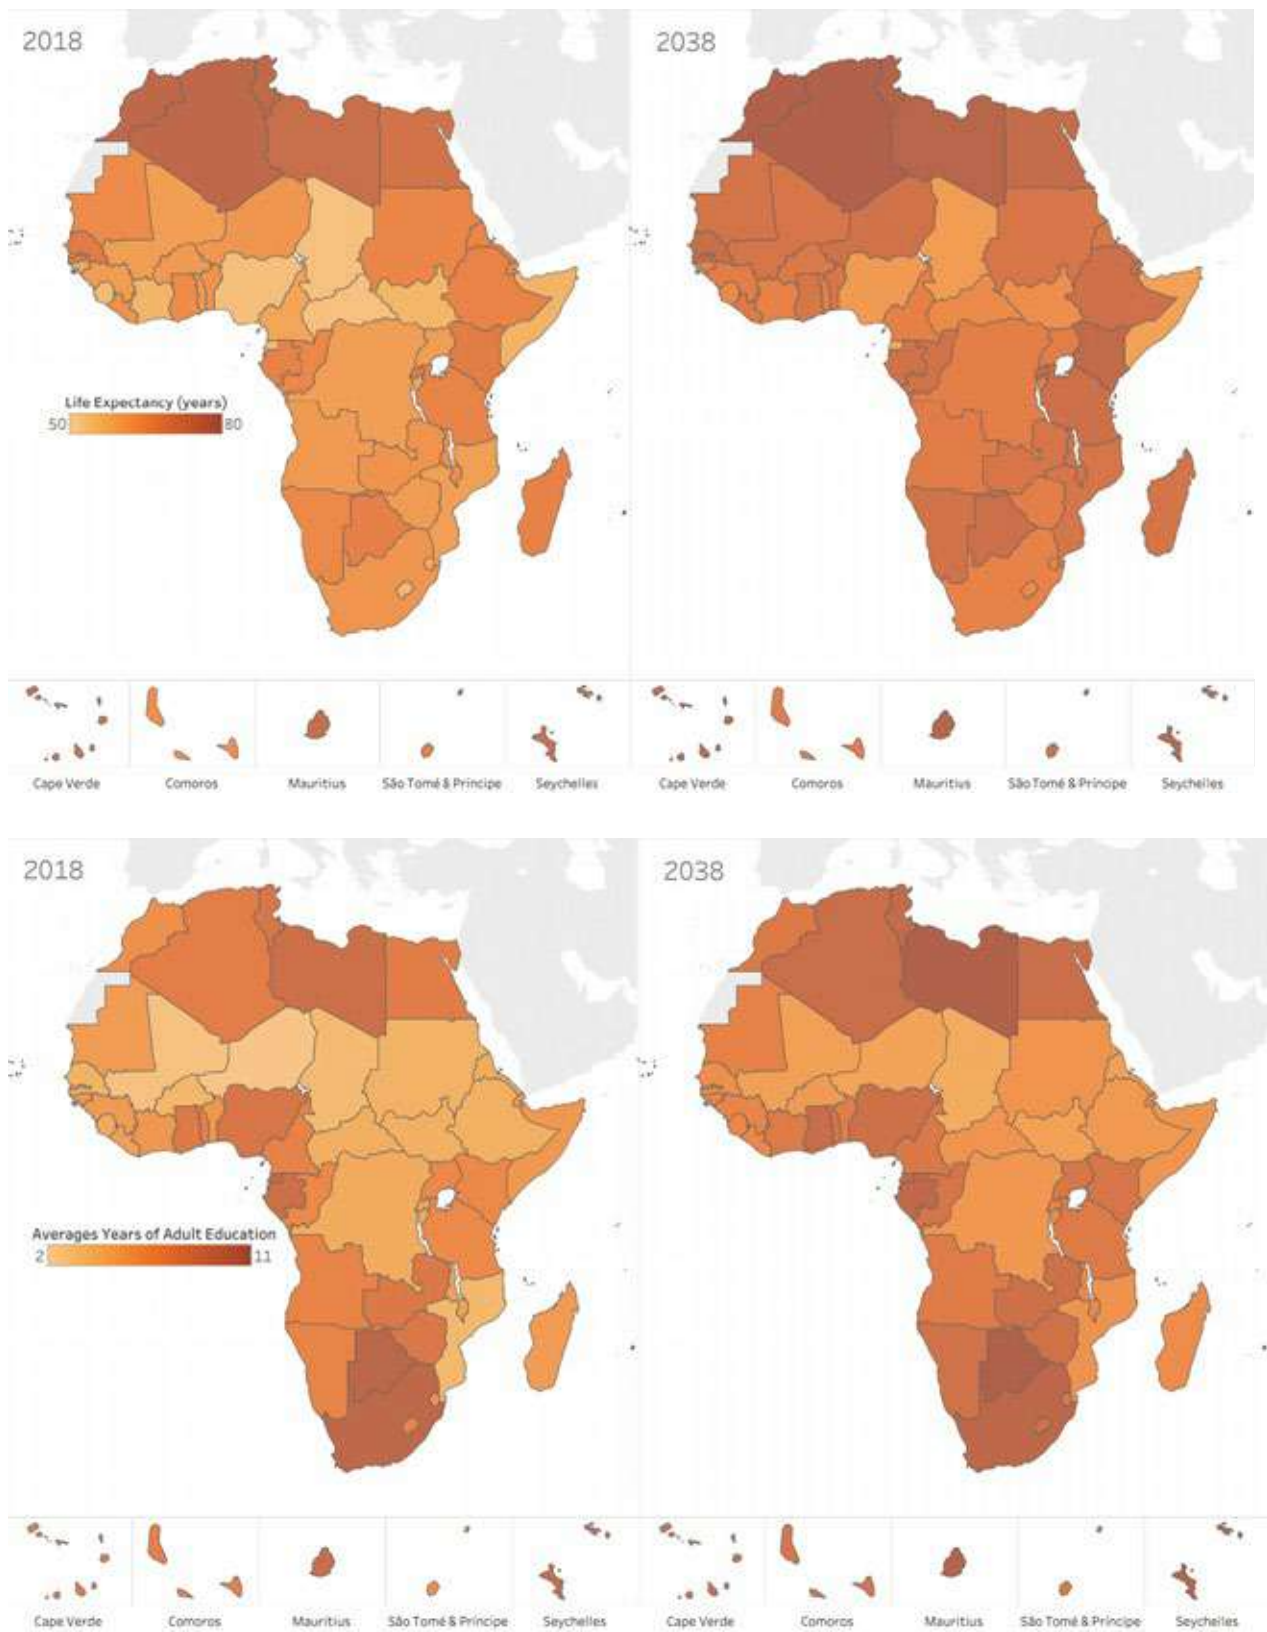 2018
2038
Life Expectancy (years)
50 80
Cape Verde Comoros Mauritius São Tomé & Príncipe Seychelles Cape Verde Comoros Mauritius São Tomé & Príncipe Seychelles
2018
2038
Averages Years of Adult Education
2 11
Cape Verde Comoros Mauritius São Tomé & Príncipe Seychelles Cape Verde Comoros Mauritius São Tomé & Príncipe Seychelles